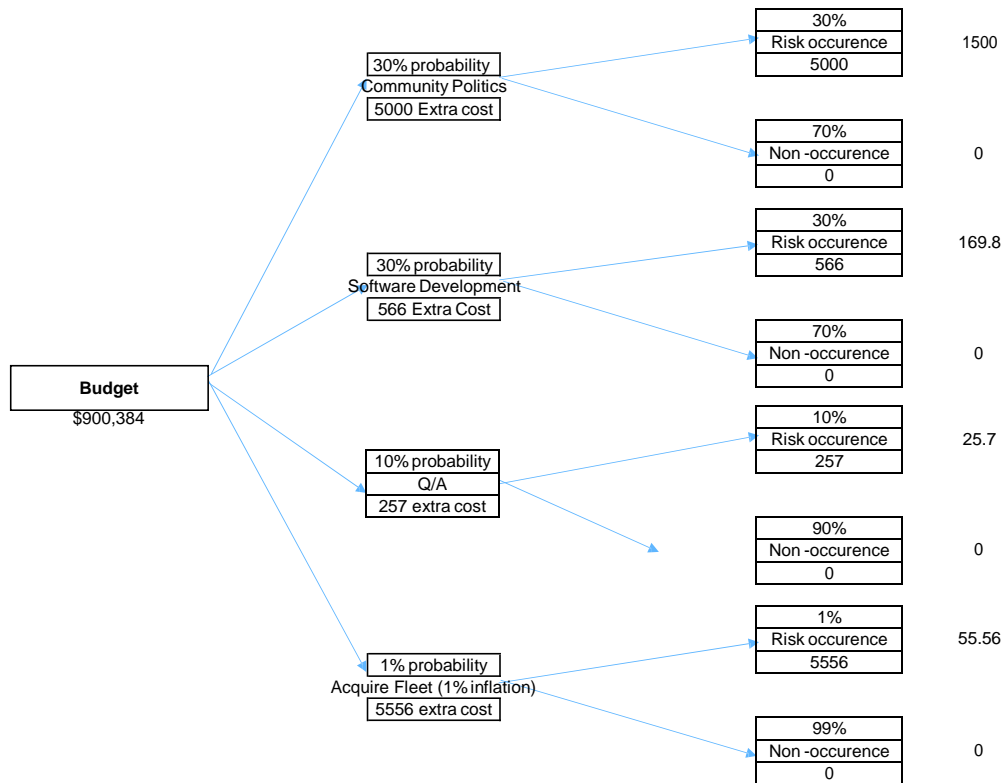 Budget
$900,384
30% probability
Community Politics
5000 Extra cost
30% probability
Software Development
566 Extra Cost
10% probability
Q/A
257 extra cost
1% probability
Acquire Fleet (1% inflation)
5556 extra cost
30%
Risk occurence
5000
1500
70%
Non -occurence
0
0
30%
Risk occurence
566
169.8
70%
Non -occurence
0
0
10%
Risk occurence
257
25.7
90%
Non -occurence
0
0
1%
Risk occurence
5556
55.56
99%
Non -occurence
0
0